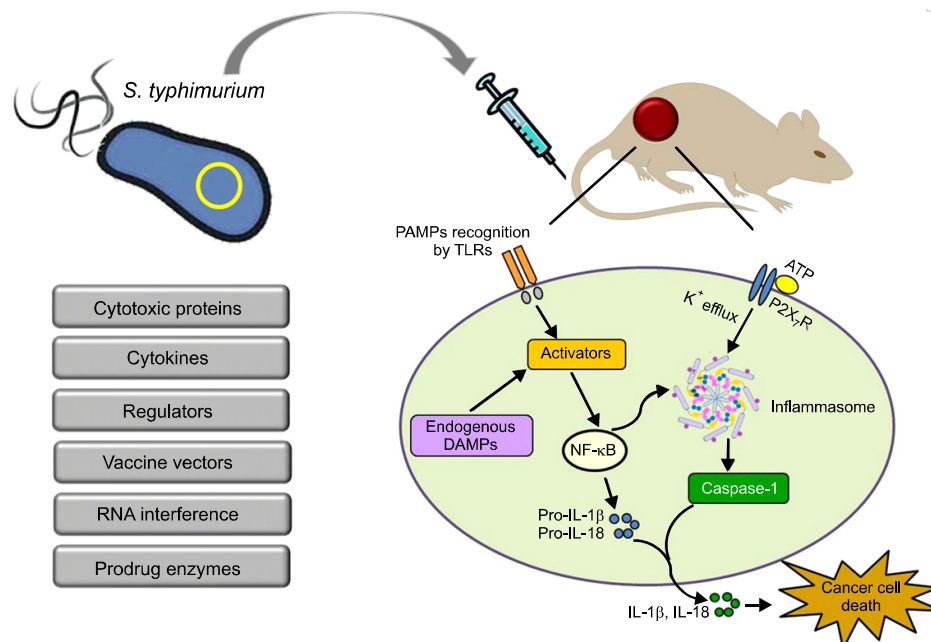 S. typhimurium
Cytotoxic proteins
Cytokines
Regulators
Vaccine vectors
RNA interference
Prodrug enzymes
PAMPs recognition
by TLRs
ATP
P2X₇R
K⁺ efflux
Activators
Endogenous
DAMPs
NF-κB
Inflammasome
Caspase-1
Pro-IL-1β
Pro-IL-18
IL-1β, IL-18
Cancer cell
death